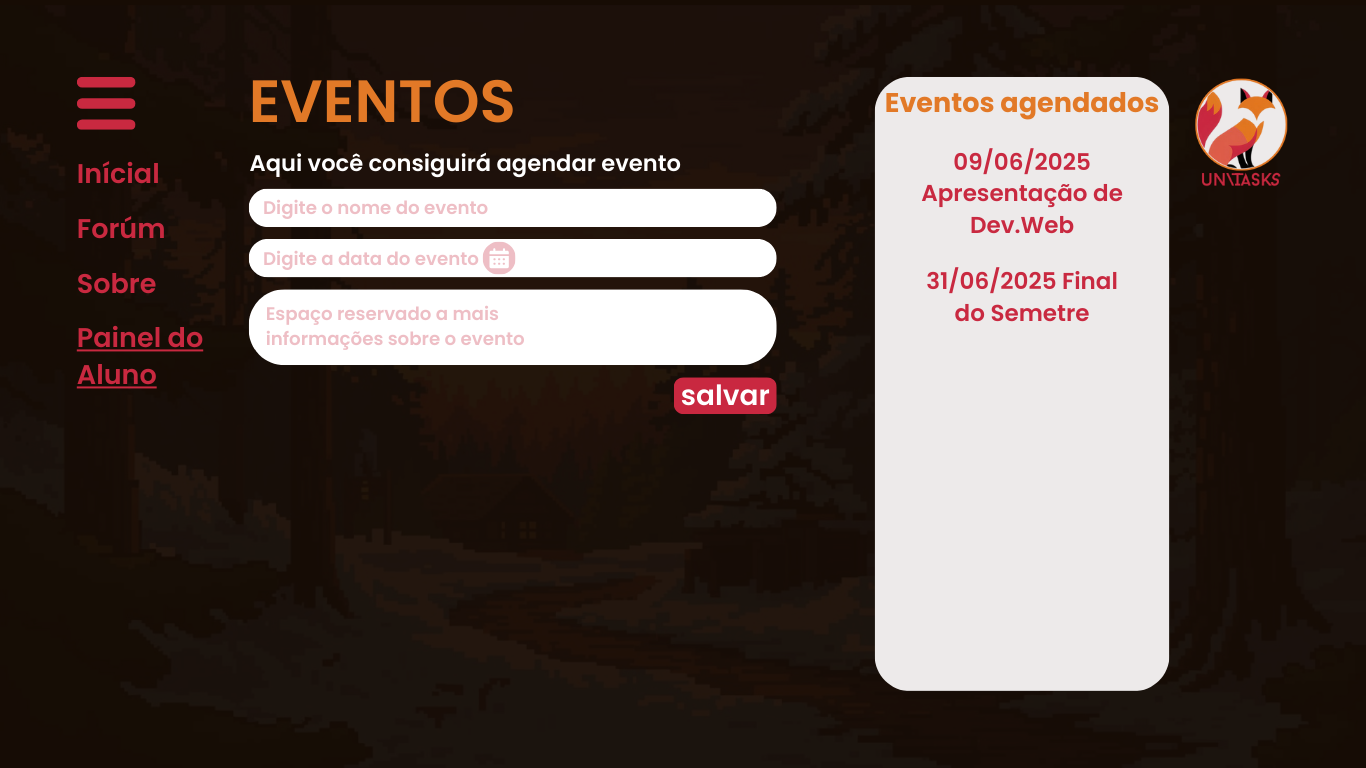 Inícial
Forúm
Sobre
Painel do
Aluno
EVENTOS
Aqui você consiguirá agendar evento
Digite o nome do evento
Digite a data do evento
Espaço reservado a mais
informações sobre o evento
salvar
Eventos agendados
09/06/2025
Apresentação de
Dev.Web
31/06/2025 Final
do Semetre
UNITASKS